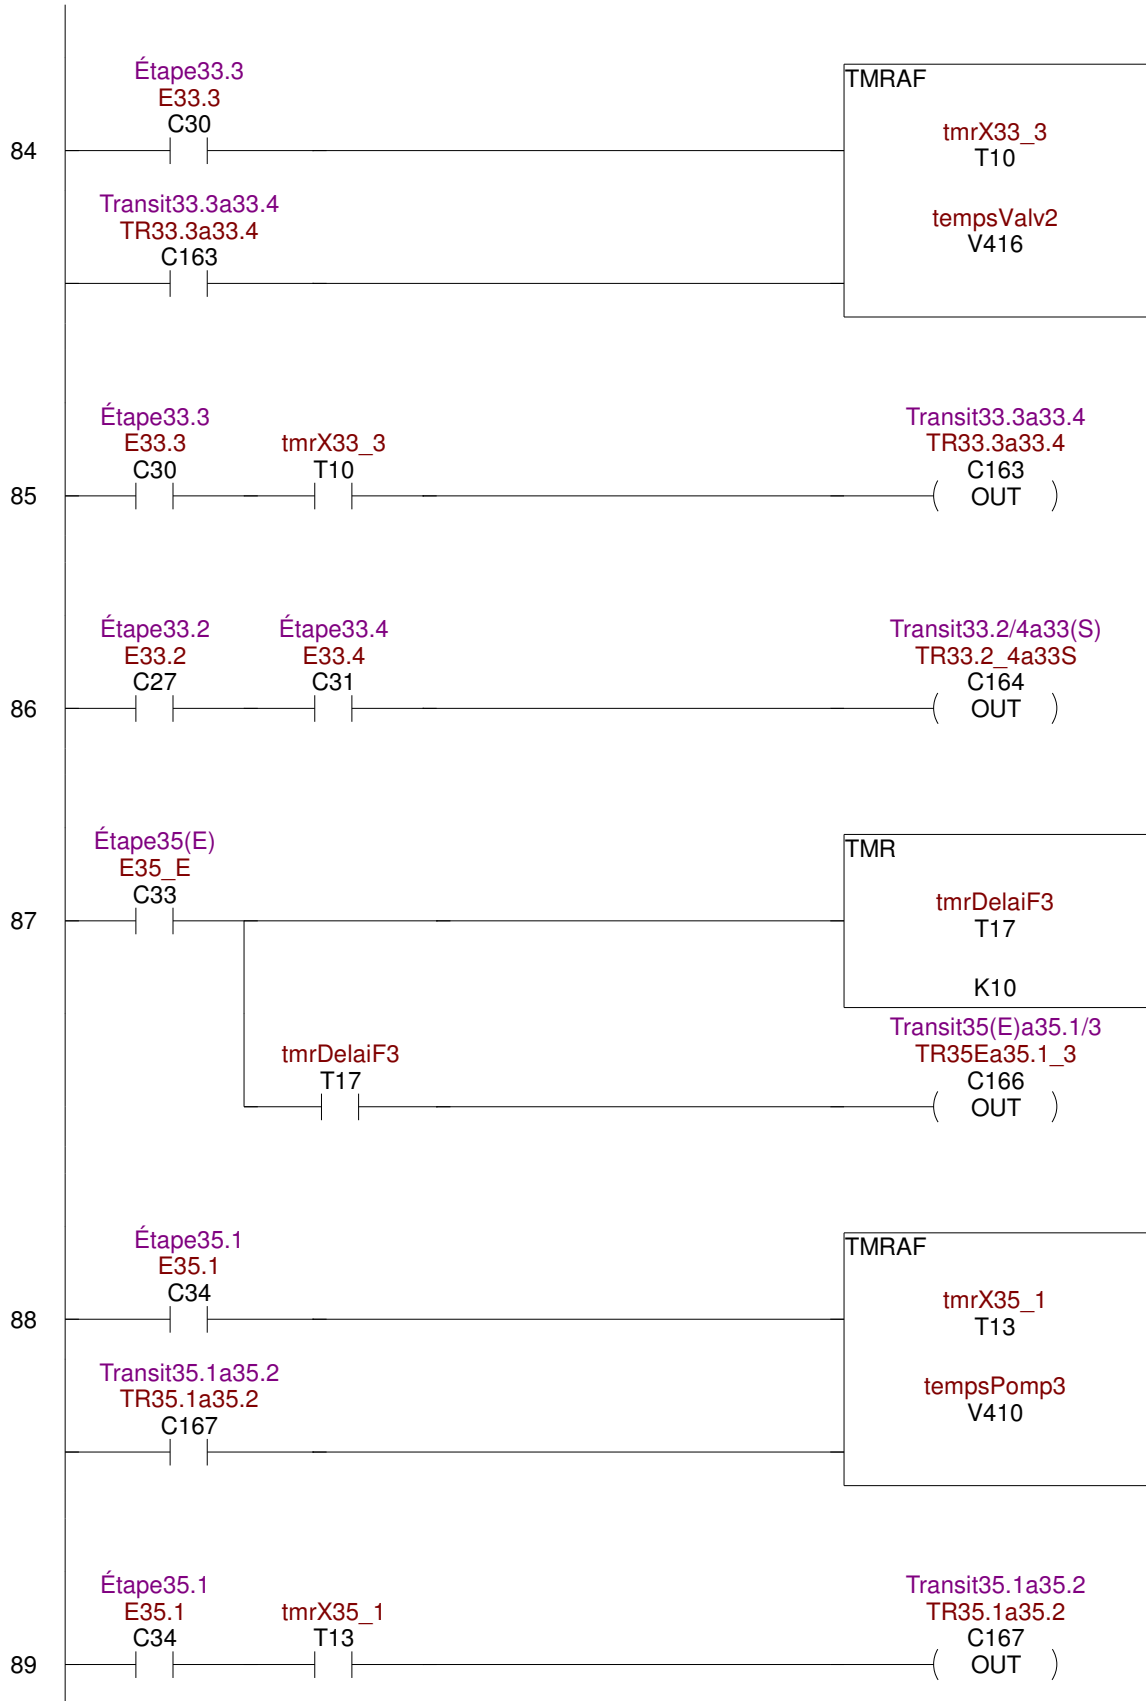 Étape33.3
E33.3
C30
84
TMRAF
tmrX33_3
T10
tempsValv2
V416
Transit33.3a33.4
TR33.3a33.4
C163
Étape33.3
E33.3
C30
tmrX33_3
T10
Transit33.3a33.4
TR33.3a33.4
C163
85
OUT
Étape33.2
E33.2
C27
Étape33.4
E33.4
C31
Transit33.2/4a33(S)
TR33.2_4a33S
C164
86
OUT
Étape35(E)
E35_E
C33
87
TMR
tmrDelaiF3
T17
K10
tmrDelaiF3
T17
Transit35(E)a35.1/3
TR35Ea35.1_3
C166
OUT
Étape35.1
E35.1
C34
88
TMRAF
tmrX35_1
T13
tempsPomp3
V410
Transit35.1a35.2
TR35.1a35.2
C167
Étape35.1
E35.1
C34
tmrX35_1
T13
Transit35.1a35.2
TR35.1a35.2
C167
89
OUT